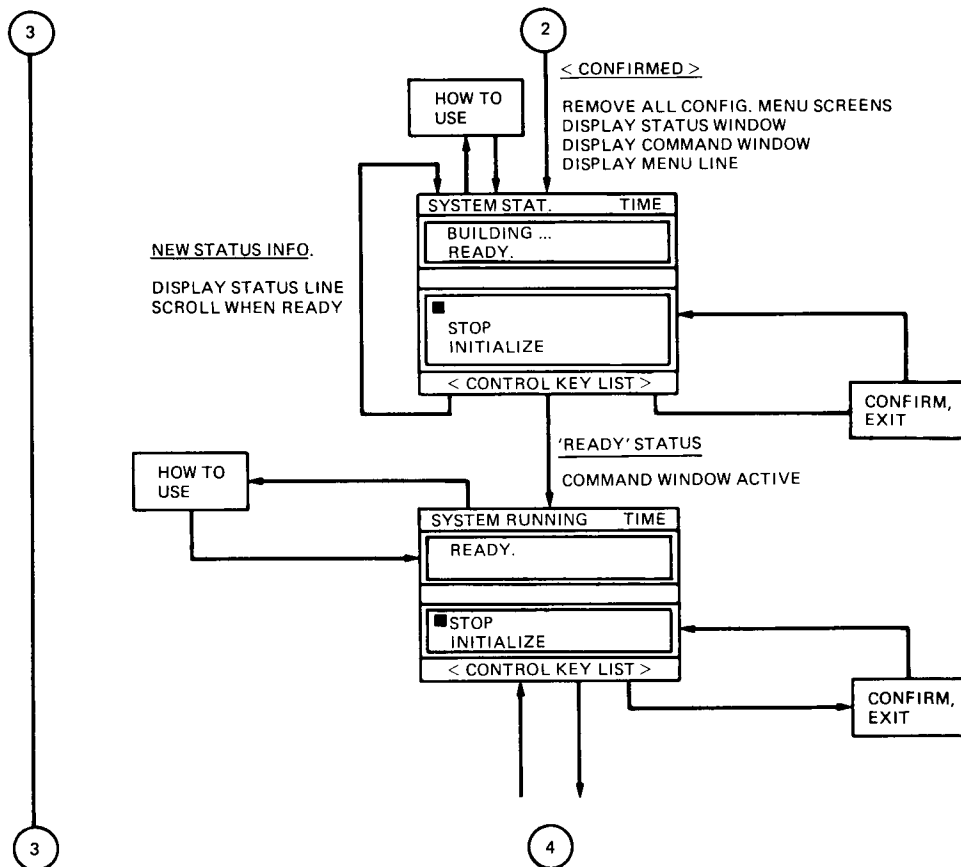 3
2
< CONFIRMED >
HOW TO
USE
REMOVE ALL CONFIG. MENU SCREENS
DISPLAY STATUS WINDOW
DISPLAY COMMAND WINDOW
DISPLAY MENU LINE
SYSTEM STAT. TIME
BUILDING ...
READY.
NEW STATUS INFO.
DISPLAY STATUS LINE
SCROLL WHEN READY
STOP
INITIALIZE
< CONTROL KEY LIST >
CONFIRM,
EXIT
'READY' STATUS
COMMAND WINDOW ACTIVE
HOW TO
USE
SYSTEM RUNNING TIME
READY.
STOP
INITIALIZE
< CONTROL KEY LIST >
CONFIRM,
EXIT
3
4